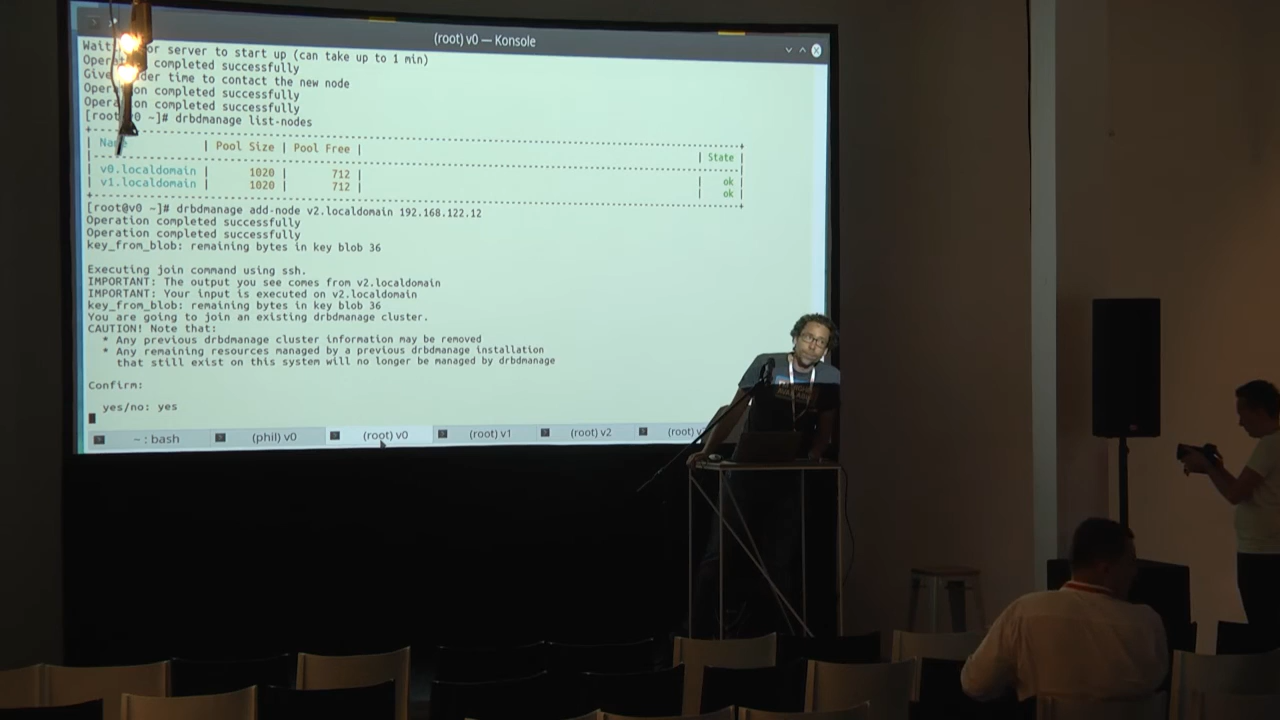 (root) v0 — Konsole
or server to start up (can take up to 1 min)
completed successfully
time to contact the new node
completed successfully
completed successfully
~]# drbdmanage list-nodes
| Name | Pool Size | Pool Free | | State |
| v0.localdomain | 1020 | 712 | | ok |
| v1.localdomain | 1020 | 712 | | ok |
[root@v0 ~]# drbdmanage add-node v2.localdomain 192.168.122.12
Operation completed successfully
Operation completed successfully
key_from_blob: remaining bytes in key blob 36
Executing join command using ssh.
IMPORTANT: The output you see comes from v2.localdomain
IMPORTANT: Your input is executed on v2.localdomain
key_from_blob: remaining bytes in key blob 36
You are going to join an existing drbdmanage cluster.
CAUTION! Note that:
* Any previous drbdmanage cluster information may be removed
* Any remaining resources managed by a previous drbdmanage installation
that still exist on this system will no longer be managed by drbdmanage
Confirm:
yes/no: yes
~ : bash (phil) v0 (root) v0 (root) v1 (root) v2 (root)